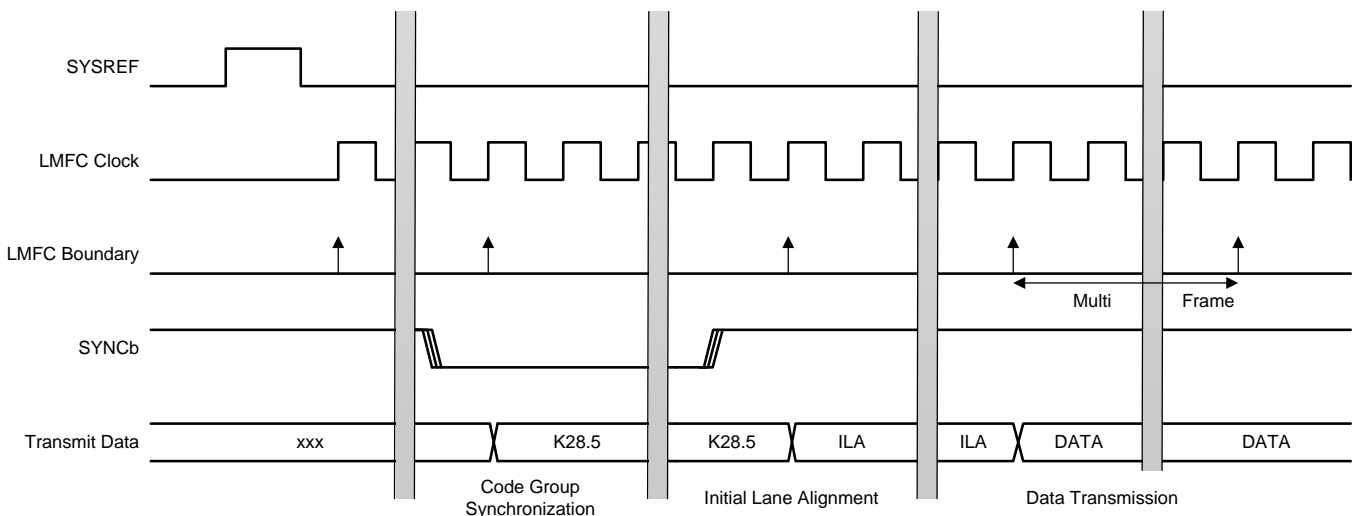 SYSREF
LMFC Clock
LMFC Boundary
Multi Frame
SYNCb
Transmit Data
xxx K28.5 K28.5 ILA ILA DATA DATA
Code Group
Synchronization
Initial Lane Alignment
Data Transmission